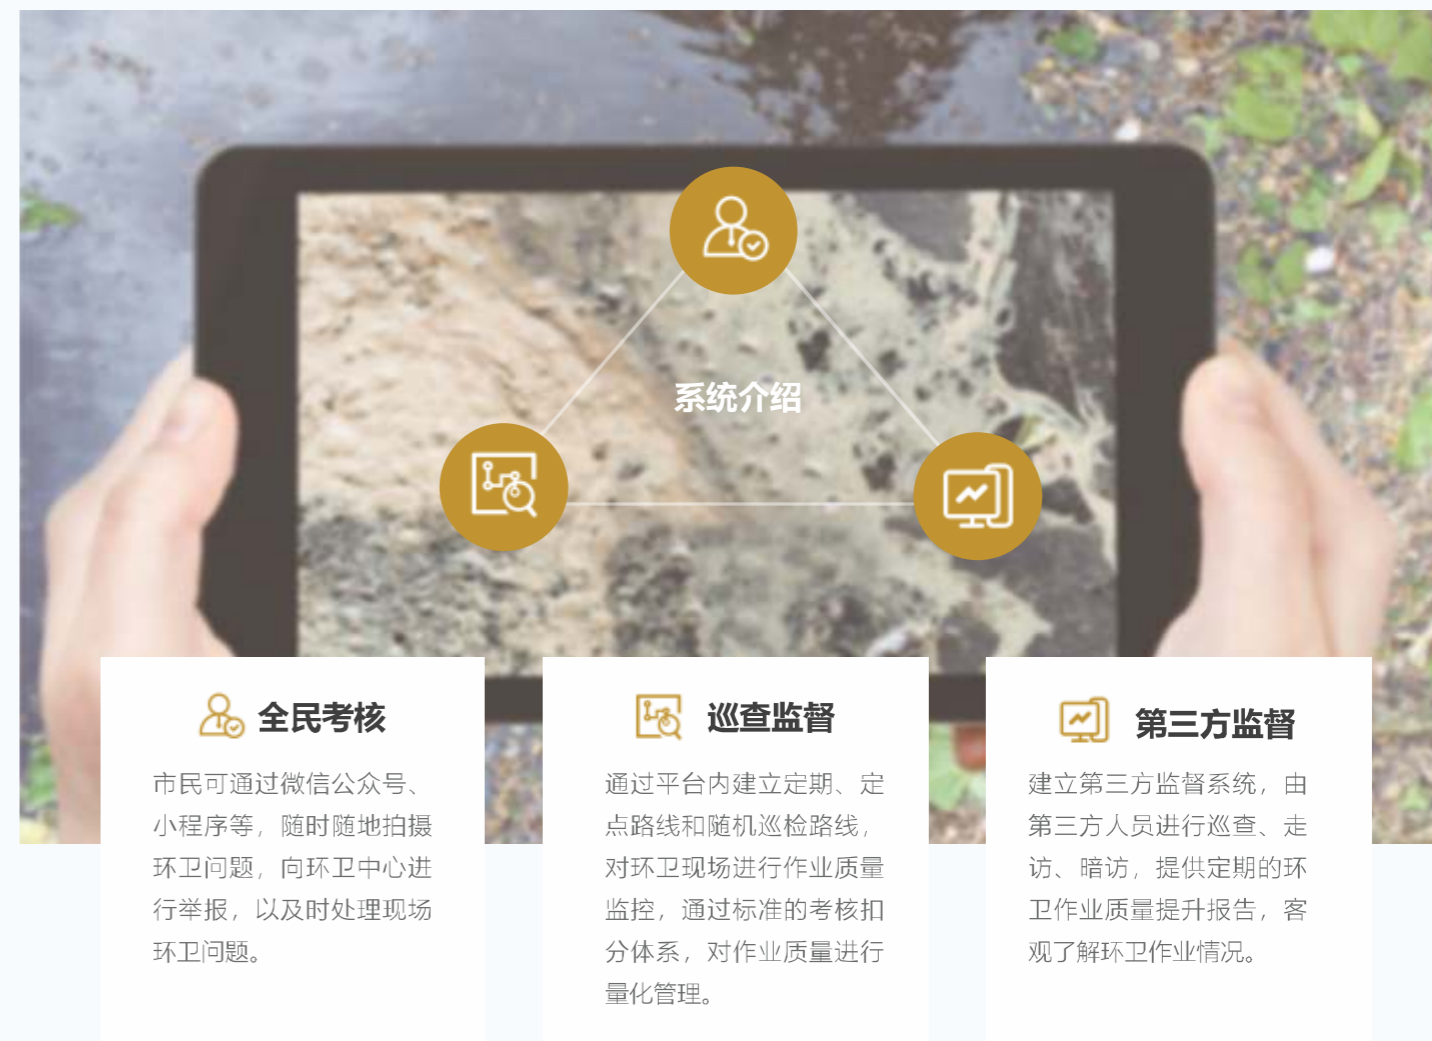 系统介绍
全民考核
市民可通过微信公众号、
小程序等，随时随地拍摄
环卫问题，向环卫中心进
行举报，以及时处理现场
环卫问题。
巡查监督
通过平台内建立定期、定
点路线和随机巡检路线，
对环卫现场进行作业质量
监控，通过标准的考核扣
分体系，对作业质量进行
量化管理。
第三方监督
建立第三方监督系统，由
第三方人员进行巡查、走
访、暗访，提供定期的环
卫作业质量提升报告，客
观了解环卫作业情况。